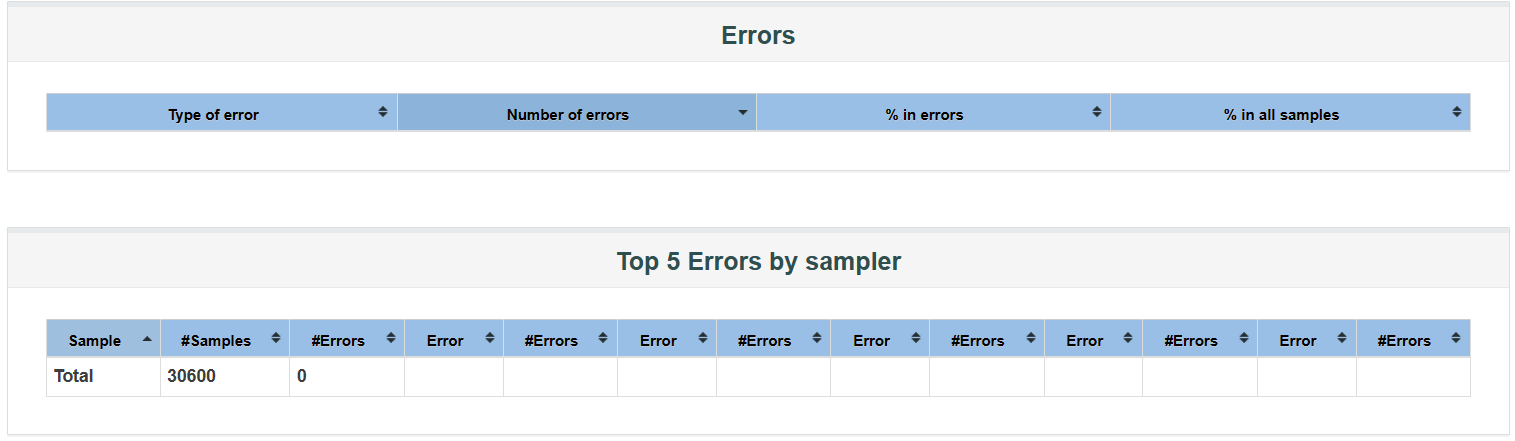 Errors
Type of error Number of errors % in errors % in all samples
Top 5 Errors by sampler
Sample #Samples #Errors Error #Errors Error #Errors Error #Errors Error #Errors Error #Errors
Total 30600 0